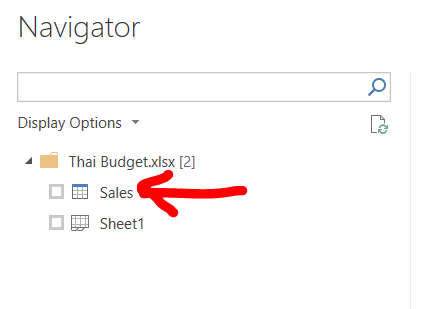 Navigator
Display Options
Thai Budget.xlsx [2]
Sales
Sheet1